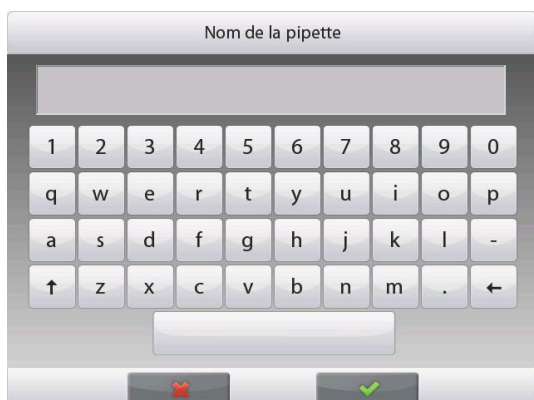 Nom de la pipette
1 2 3 4 5 6 7 8 9 0
q w e r t y u i o p
a s d f g h j k l -
↑ z x c v b n m . ←